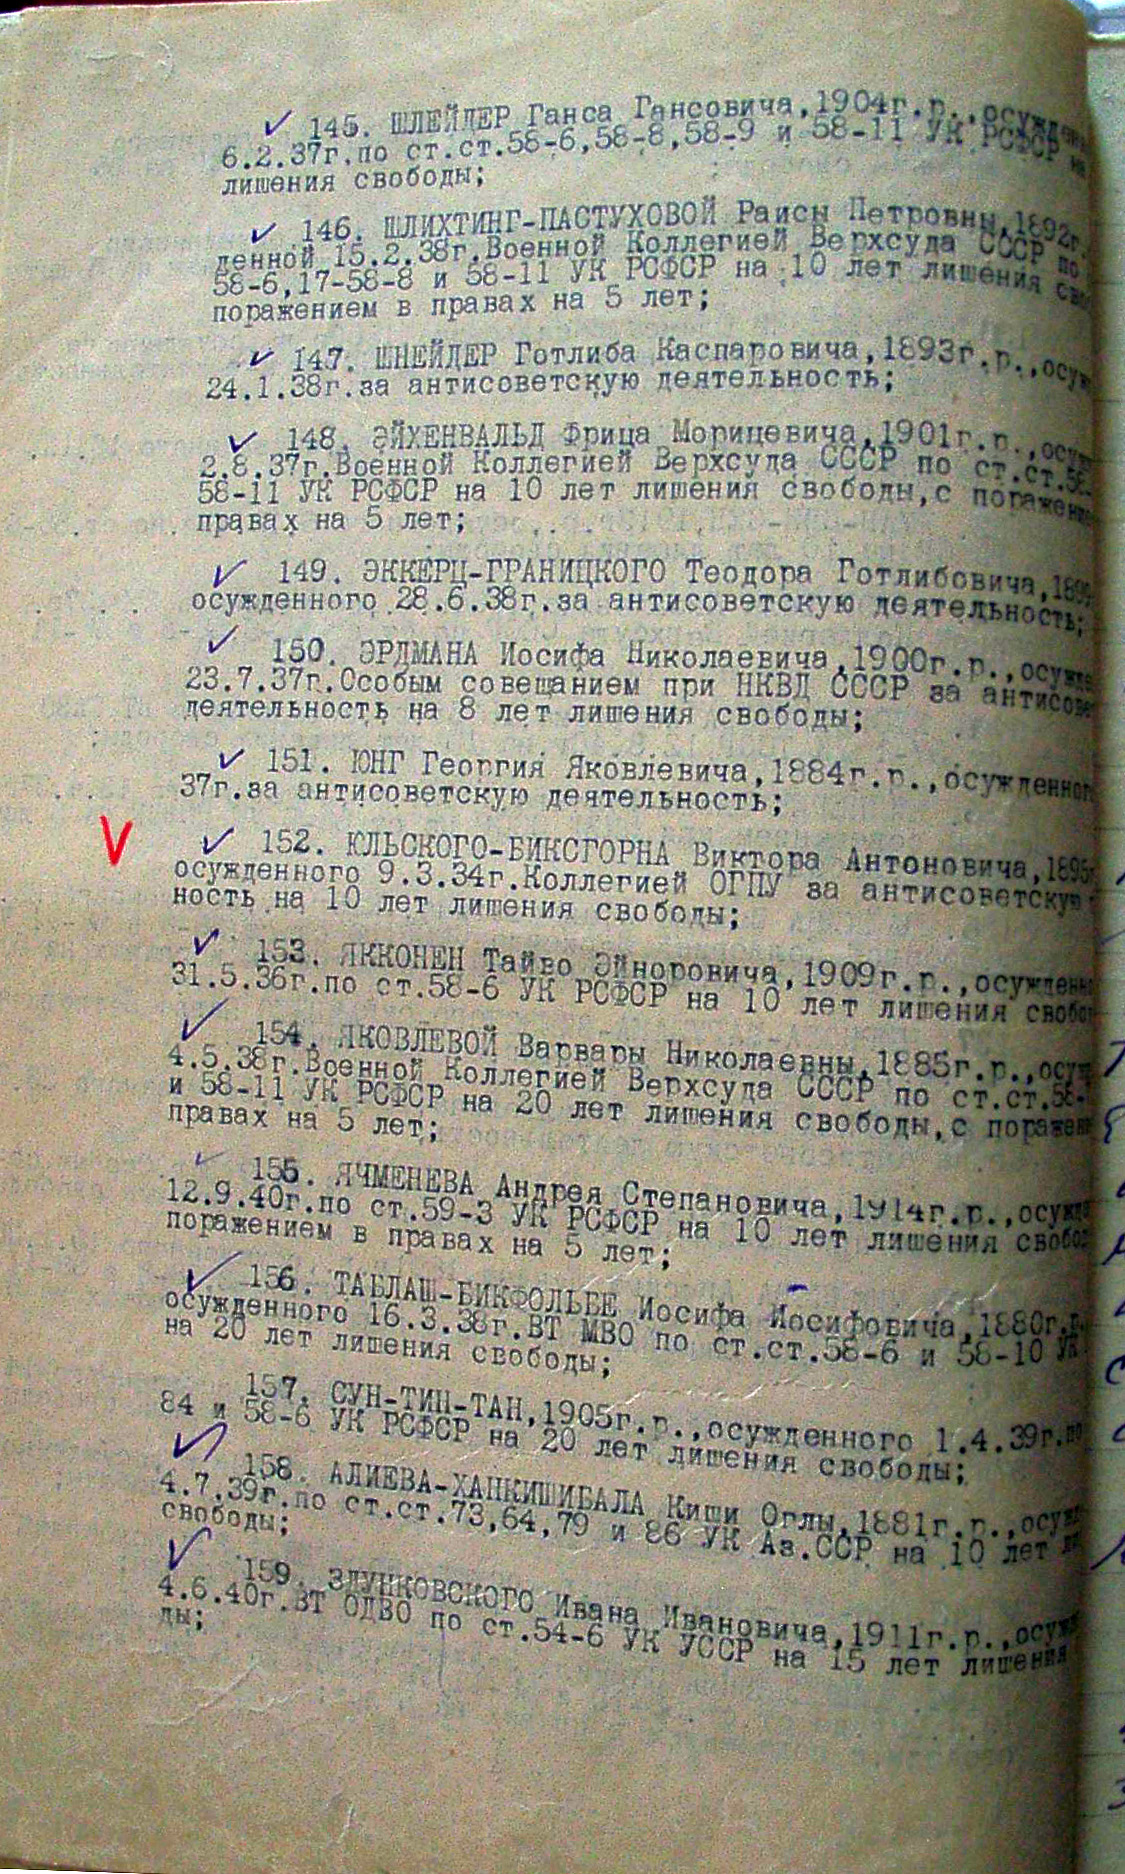 145. ШЛЕЙДЕР Ганса Гансовича,1904г.р.,осужден
6.2.37г.по ст.ст.58-6,58-8,58-9 и 58-11 УК РСФСР на
лишения свободы;
146. ШЛИХТИНГ-ПАСТУХОВОЙ Раисы Петровны,1892г.
денной 15.2.38г.Военной Коллегией Верхсуда СССР по
58-6,17-58-8 и 58-11 УК РСФСР на 10 лет лишения сво
поражением в правах на 5 лет;
147. ШНЕЙДЕР Готлиба Каспаровича,1893г.р.,осуж
24.1.38г.за антисоветскую деятельность;
148. ЭЙХЕНВАЛЬД Фрица Морицевича,1901г.р.,осуж
2.8.37г.Военной Коллегией Верхсуда СССР по ст.ст.58-
58-11 УК РСФСР на 10 лет лишения свободы,с поражение
правах на 5 лет;
149. ЭККЕРЦ-ГРАНИЦКОГО Теодора Готлибовича,
осужденного 28.6.38г.за антисоветскую деятельность;
150. ЭРДМАНА Иосифа Николаевича,1900г.р.,осужде
23.7.37г.Особым совещанием при НКВД СССР за антисове
деятельность на 8 лет лишения свободы;
151. ЮНГ Георгия Яковлевича,1884г.р.,осужденног
37г.за антисоветскую деятельность;
152. ЮЛЬСКОГО-БИКСГОРНА Виктора Антоновича,1895г
осужденного 9.3.34г.Коллегией ОГПУ за антисоветскую
ность на 10 лет лишения свободы;
153. ЯККОНЕН Тайво Эйноровича,1909г.р.,осужденно
31.5.36г.по ст.58-6 УК РСФСР на 10 лет лишения свобод
154. ЯКОВЛЕВОЙ Варвары Николаевны,1885г.р.,осуж
4.5.38г.Военной Коллегией Верхсуда СССР по ст.ст.58-
и 58-11 УК РСФСР на 20 лет лишения свободы,с поражен
правах на 5 лет;
155. ЯЧМЕНЕВА Андрея Степановича,1914г.р.,осужд
12.9.40г.по ст.59-3 УК РСФСР на 10 лет лишения свобо
поражением в правах на 5 лет;
156. ТАБЛАШ-БИКФОЛЬБЕ Иосифа Иосифовича,1880г.р.
осужденного 16.3.38г.ВТ МВО по ст.ст.58-6 и 58-10 УК
на 20 лет лишения свободы;
157. СУН-ТИН-ТАН,1905г.р.,осужденного 1.4.39г.по
84 и 58-6 УК РСФСР на 20 лет лишения свободы;
158. АЛИЕВА-ХАНКИШИБАЛА Киши Оглы,1881г.р.,осуж
4.7.39г.по ст.ст.73,64,79 и 86 УК Аз.ССР на 10 лет
свободы;
159. ЗДУНКОВСКОГО Ивана Ивановича,1911г.р.,осуж
4.6.40г.ВТ ОДВО по ст.54-6 УК УССР на 15 лет лишения
ды;